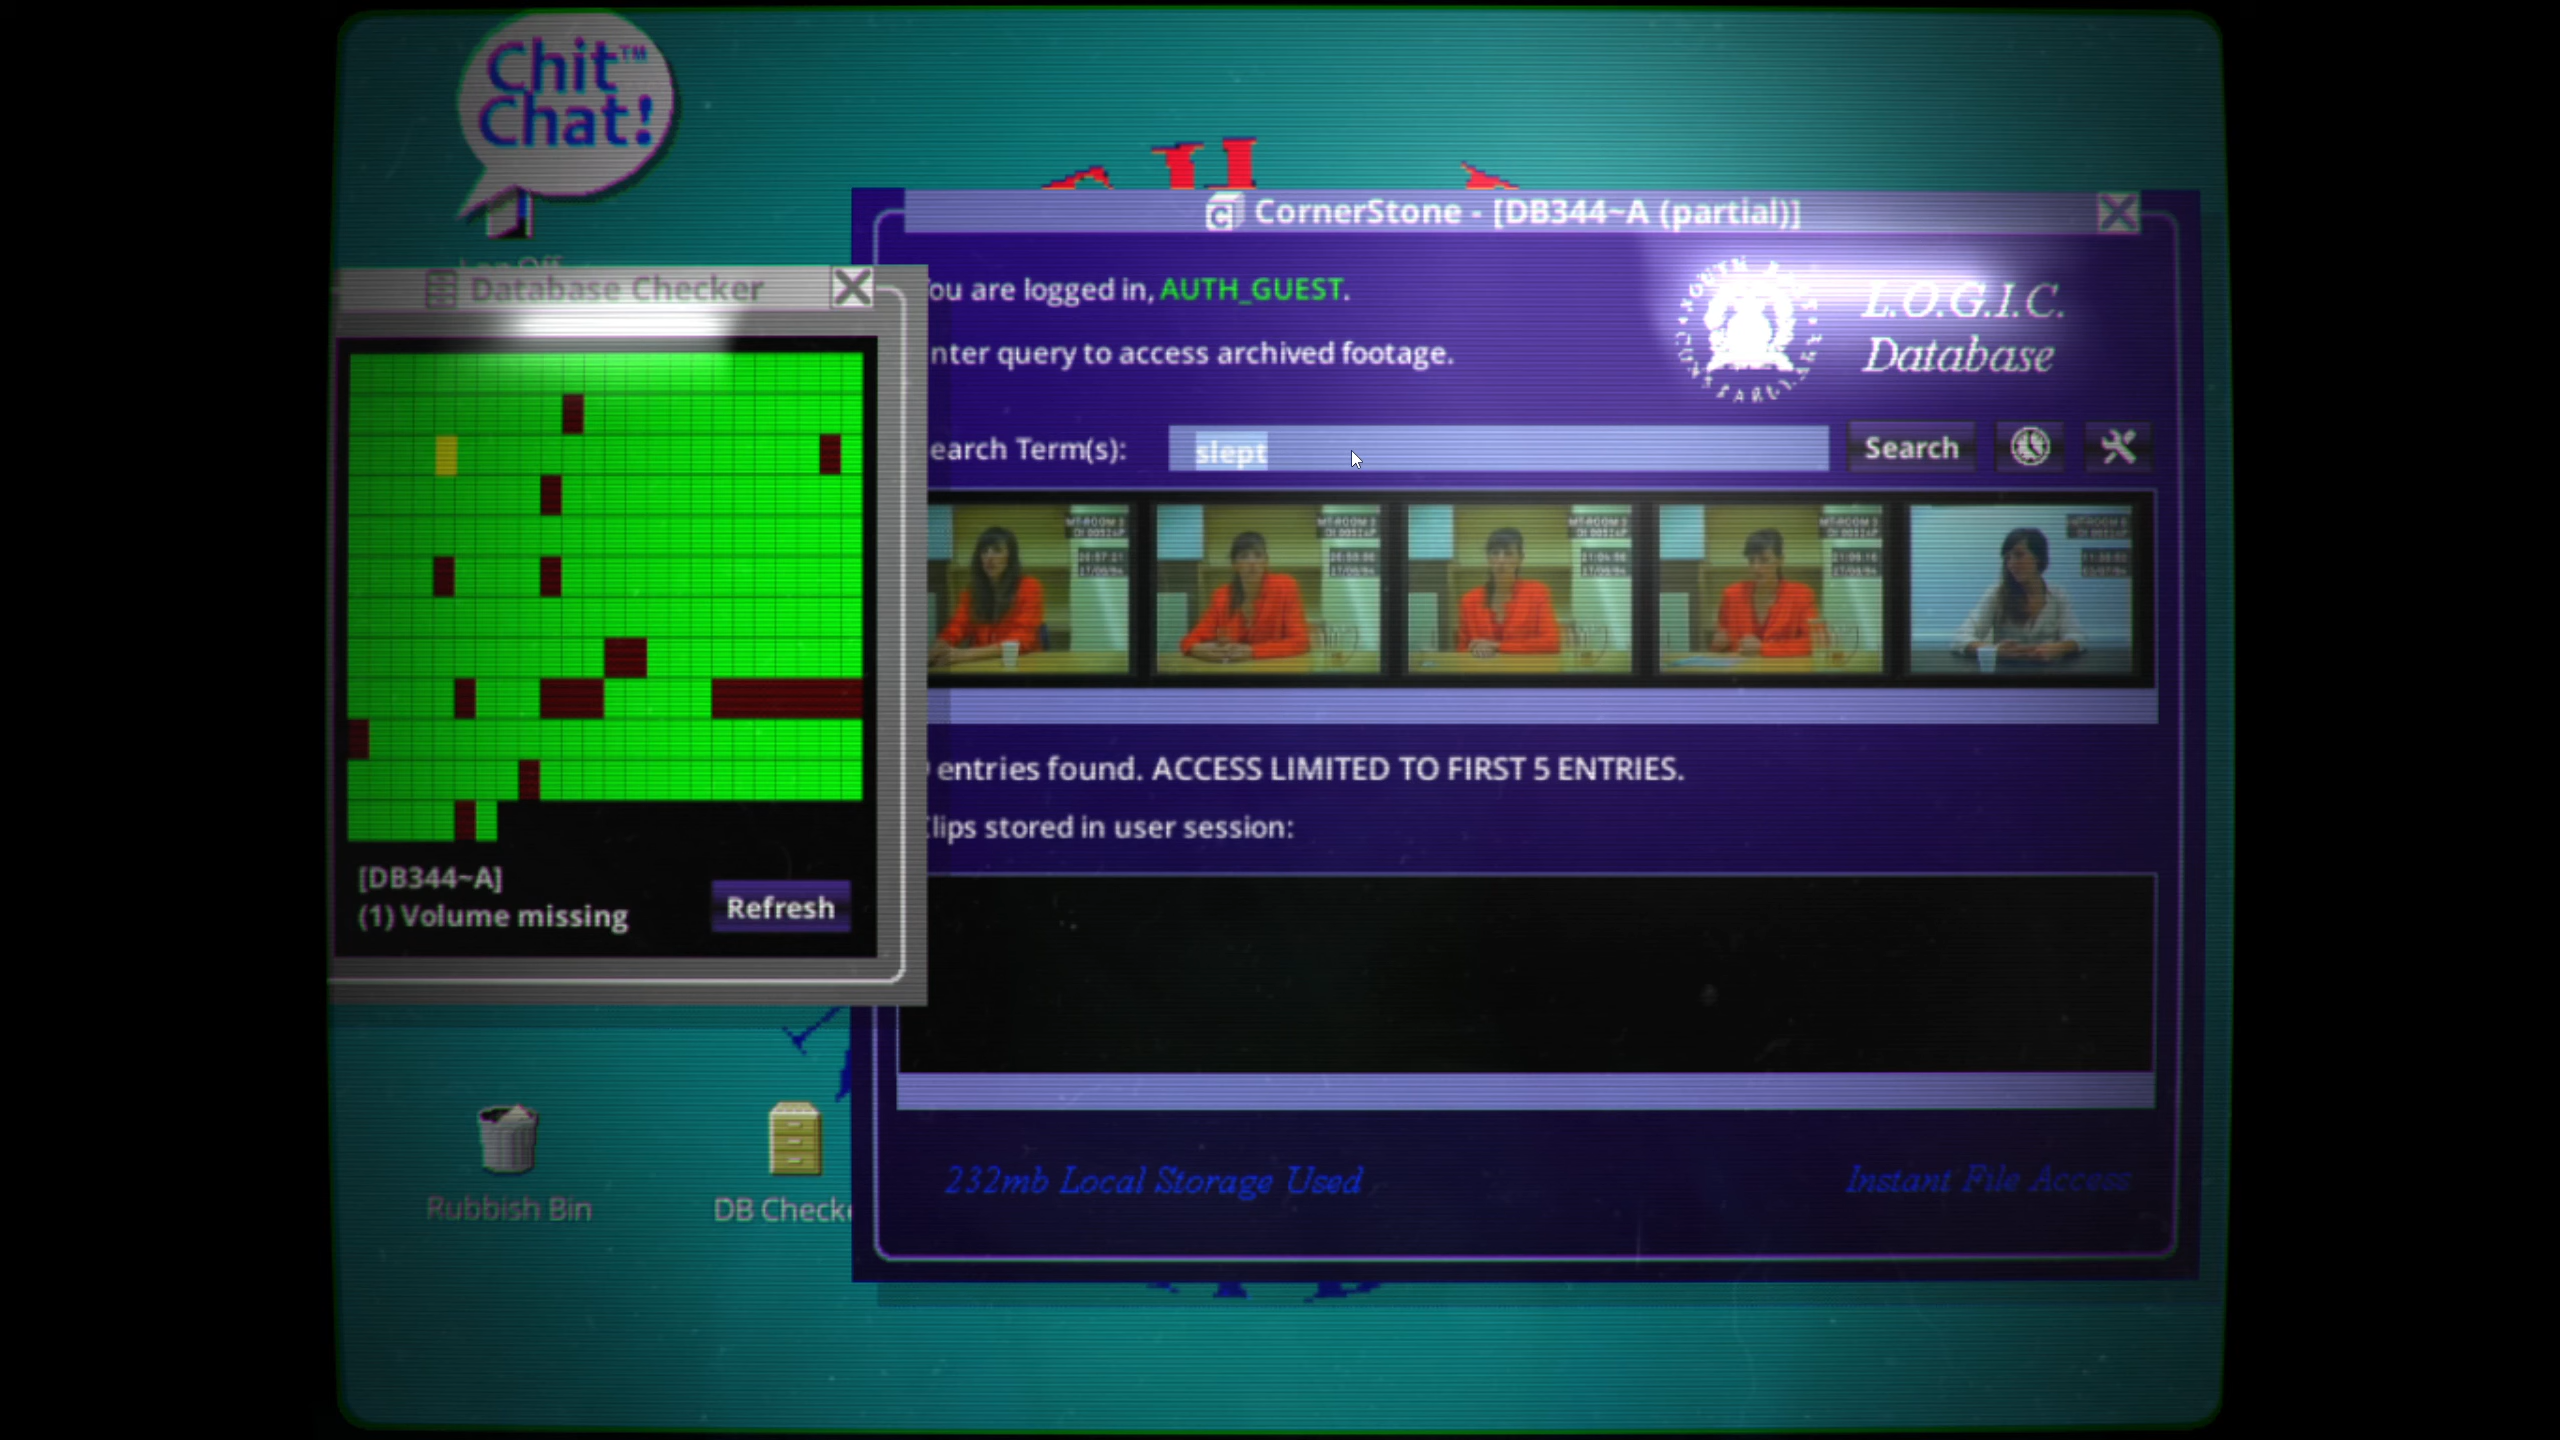 Chit™
Chat!
CornerStone - [DB344~A (partial)]
ou are logged in, AUTH_GUEST.
Database Checker
nter query to access archived footage.
L.O.G.I.C.
Database
earch Term(s):
slept
Search
entries found. ACCESS LIMITED TO FIRST 5 ENTRIES.
lips stored in user session:
[DB344~A]
(1) Volume missing
Refresh
232mb Local Storage Used
Instant File Access
Rubbish Bin
DB Checke